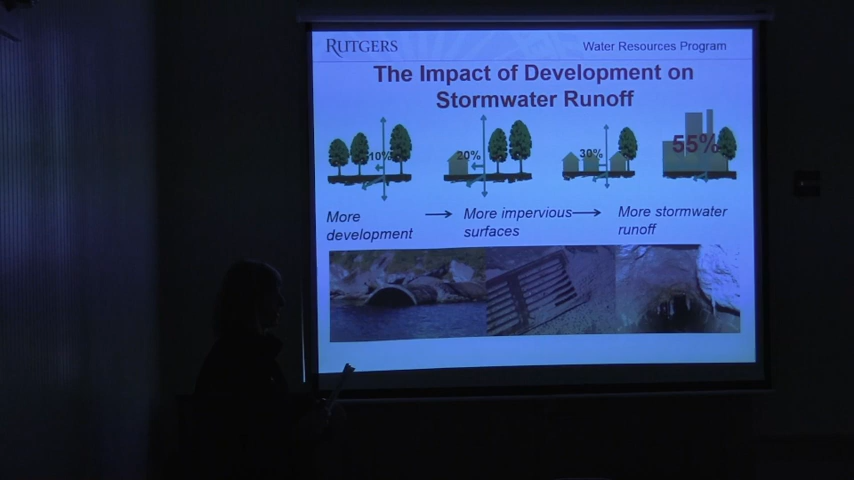 RUTGERS
Water Resources Program
The Impact of Development on
Stormwater Runoff
10%
20%
30%
55%
More
development
More impervious
surfaces
More stormwater
runoff